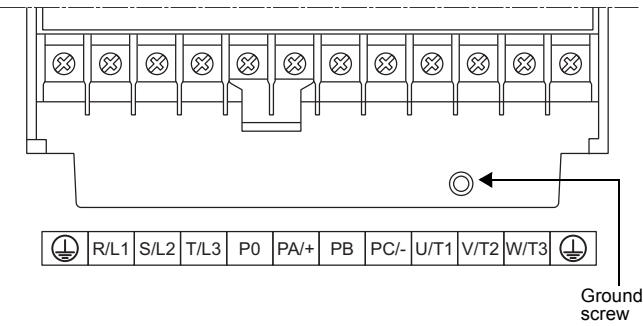 R/L1 S/L2 T/L3 P0 PA/+ PB PC/- U/T1 V/T2 W/T3
Ground
screw